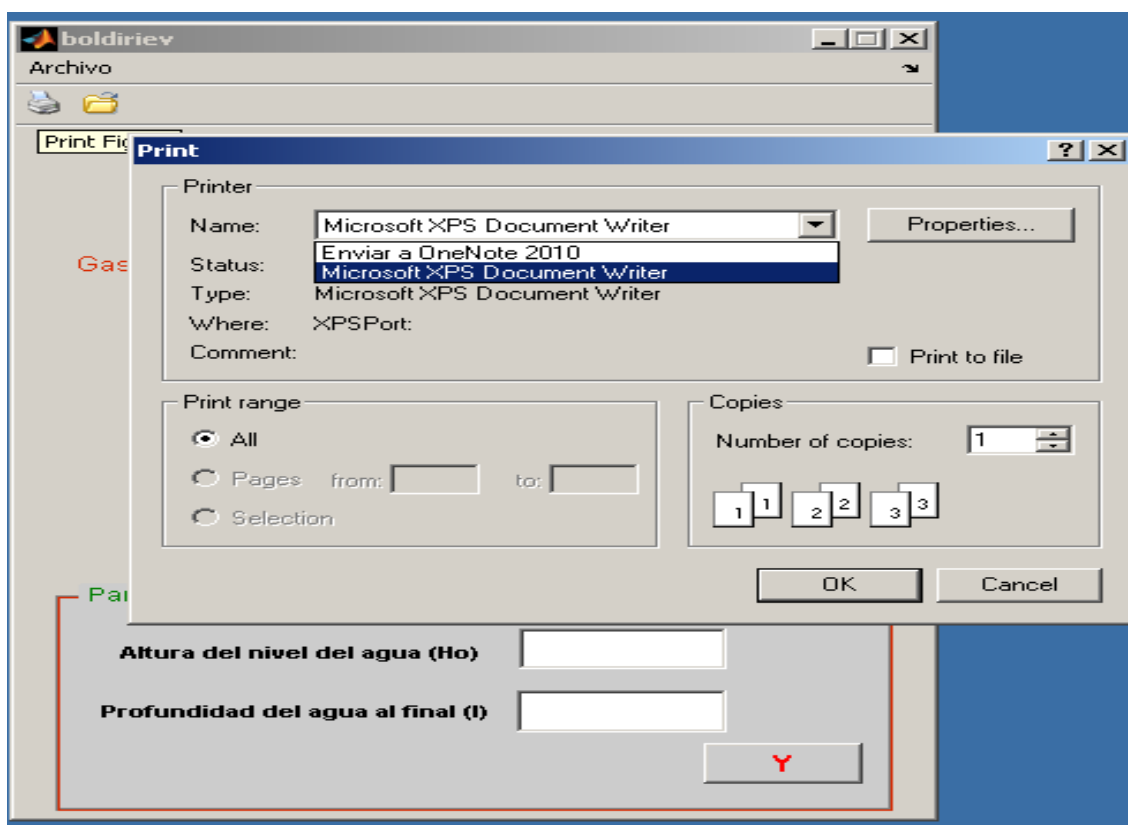 boldiriev
Archivo
Print Fig
Print
Printer
Name: Microsoft XPS Document Writer Properties...
Enviar a OneNote 2010
Microsoft XPS Document Writer
Gas
Status:
Type: Microsoft XPS Document Writer
Where: XPSPort:
Comment:
Print to file
Print range
All
Pages from: to:
Selection
Copies
Number of copies: 1
1 1 2 2 3 3
OK Cancel
Par
Altura del nivel del agua (Ho)
Profundidad del agua al final (l)
Y